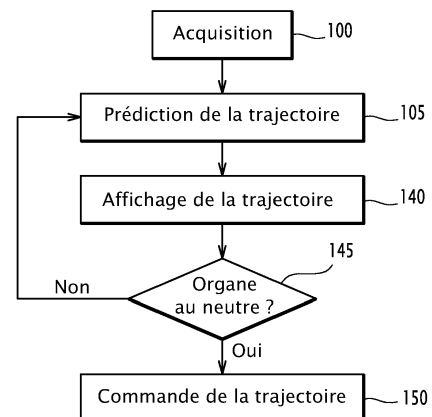 Acquisition
100
Prédiction de la trajectoire
105
Affichage de la trajectoire
140
145
Organe
au neutre ?
Non
Oui
Commande de la trajectoire
150